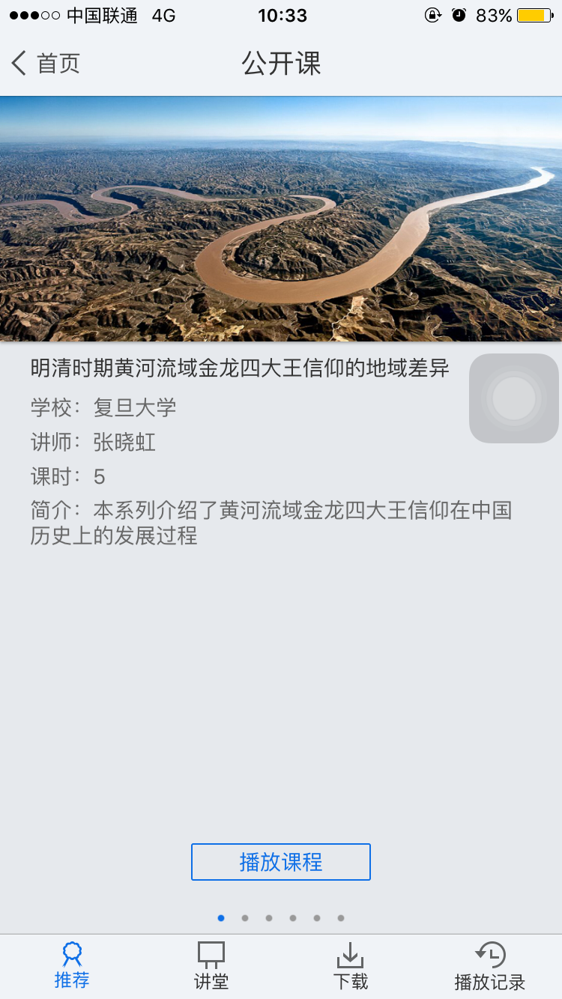 中国联通 4G 10:33 83%
首页 公开课
明清时期黄河流域金龙四大王信仰的地域差异
学校：复旦大学
讲师：张晓虹
课时：5
简介：本系列介绍了黄河流域金龙四大王信仰在中国
历史上的发展过程
播放课程
推荐 讲堂 下载 播放记录